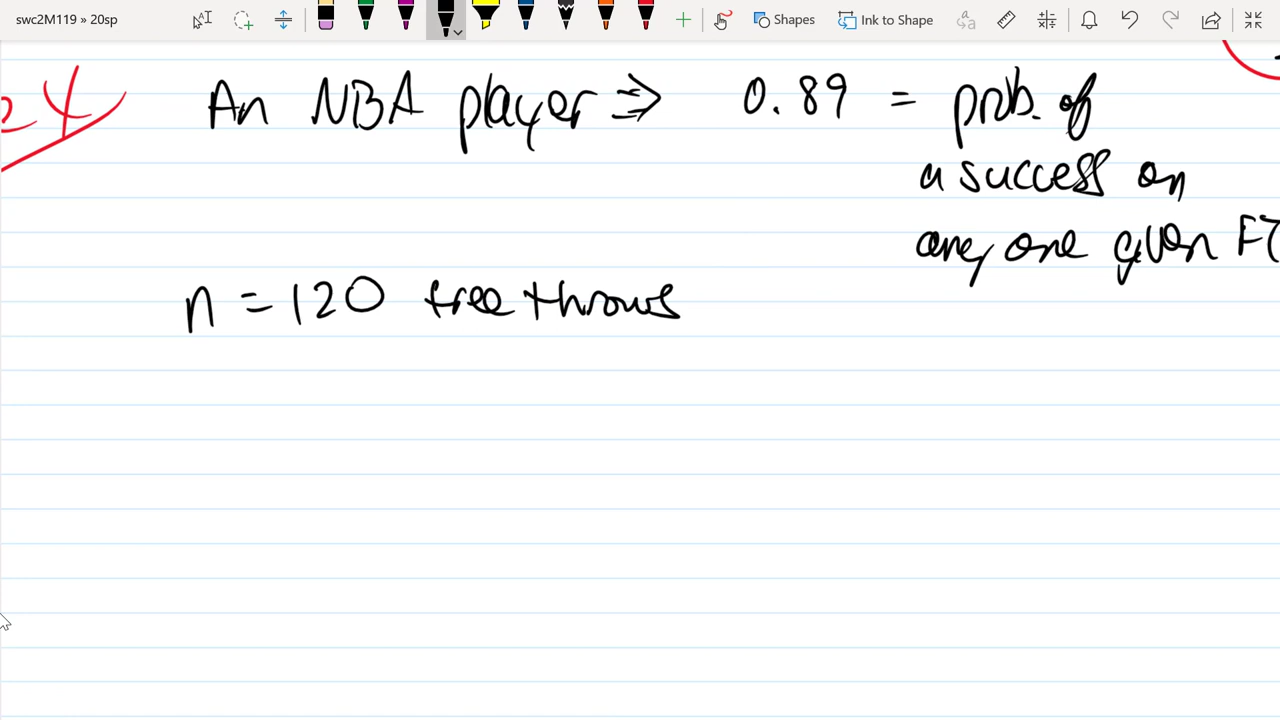 swc2M119 » 20sp
Shapes
Ink to Shape
An NBA player ⇒ 0.89 = prob. of
a success on
any one given FT
n = 120 free throws